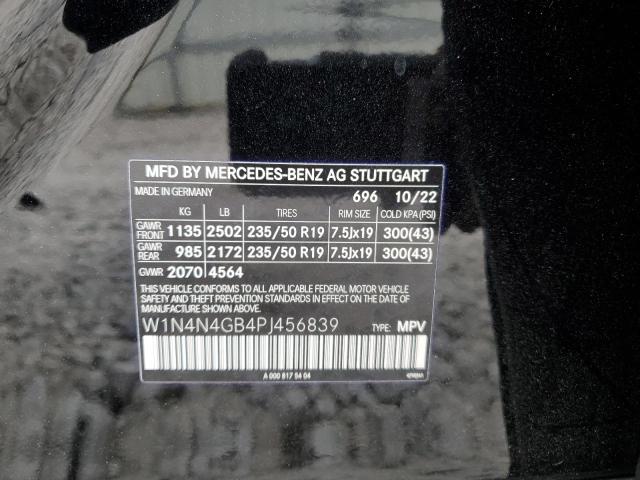 MFD BY MERCEDES-BENZ AG STUTTGART
MADE IN GERMANY 696 10/22
KG LB TIRES RIM SIZE COLD KPA (PSI)
GAWR FRONT 1135 2502 235/50 R19 7.5Jx19 300(43)
GAWR REAR 985 2172 235/50 R19 7.5Jx19 300(43)
GVWR 2070 4564
THIS VEHICLE CONFORMS TO ALL APPLICABLE FEDERAL MOTOR VEHICLE
SAFETY AND THEFT PREVENTION STANDARDS IN EFFECT ON THE DATE
OF MANUFACTURE SHOWN ABOVE.
W1N4N4GB4PJ456839 TYPE: MPV
A 000 817 54 04